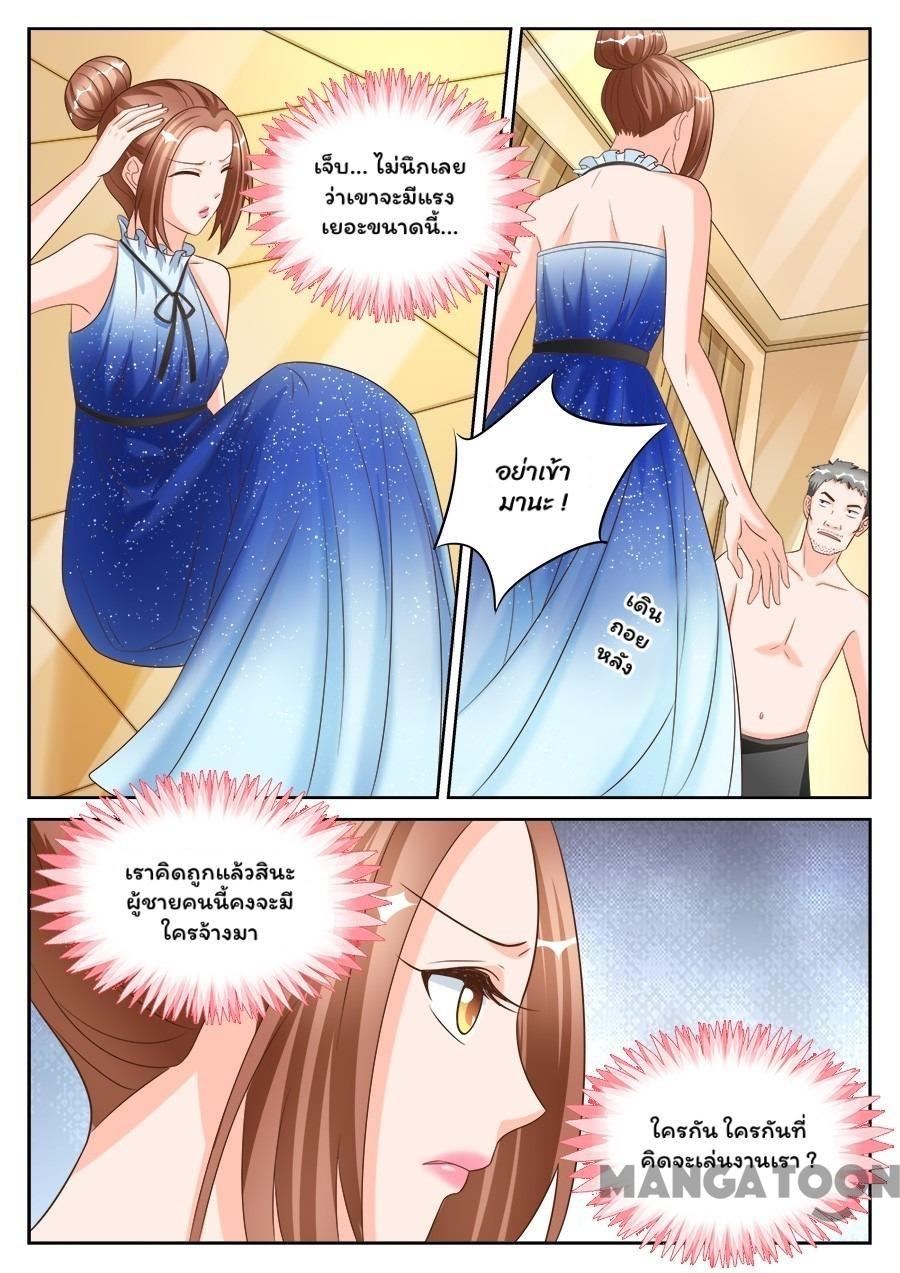 เจ็บ... ไม่นึกเลย
ว่าเขาจะมีแรง
เยอะขนาดนี้...
อย่าเข้า
มานะ !
เดิน
ถอย
หลัง
เราคิดถูกแล้วสินะ
ผู้ชายคนนี้คงจะมี
ใครจ้างมา
ใครกัน ใครกันที่
คิดจะเล่นงานเรา ?
MANGATOON